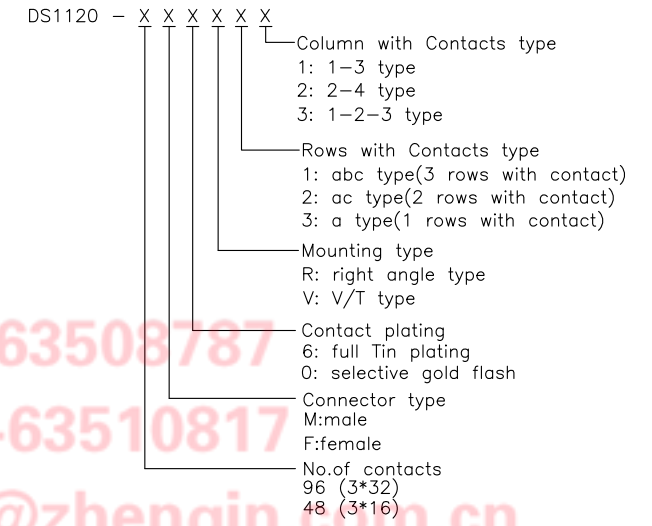 DS1120 - X X X X X X
Column with Contacts type
1: 1-3 type
2: 2-4 type
3: 1-2-3 type
Rows with Contacts type
1: abc type(3 rows with contact)
2: ac type(2 rows with contact)
3: a type(1 rows with contact)
Mounting type
R: right angle type
V: V/T type
-63508787
Contact plating
6: full Tin plating
0: selective gold flash
Connector type
M:male
-63510817
F:female
No.of contacts
96 (3*32)
@zhenqin.com.cn
48 (3*16)